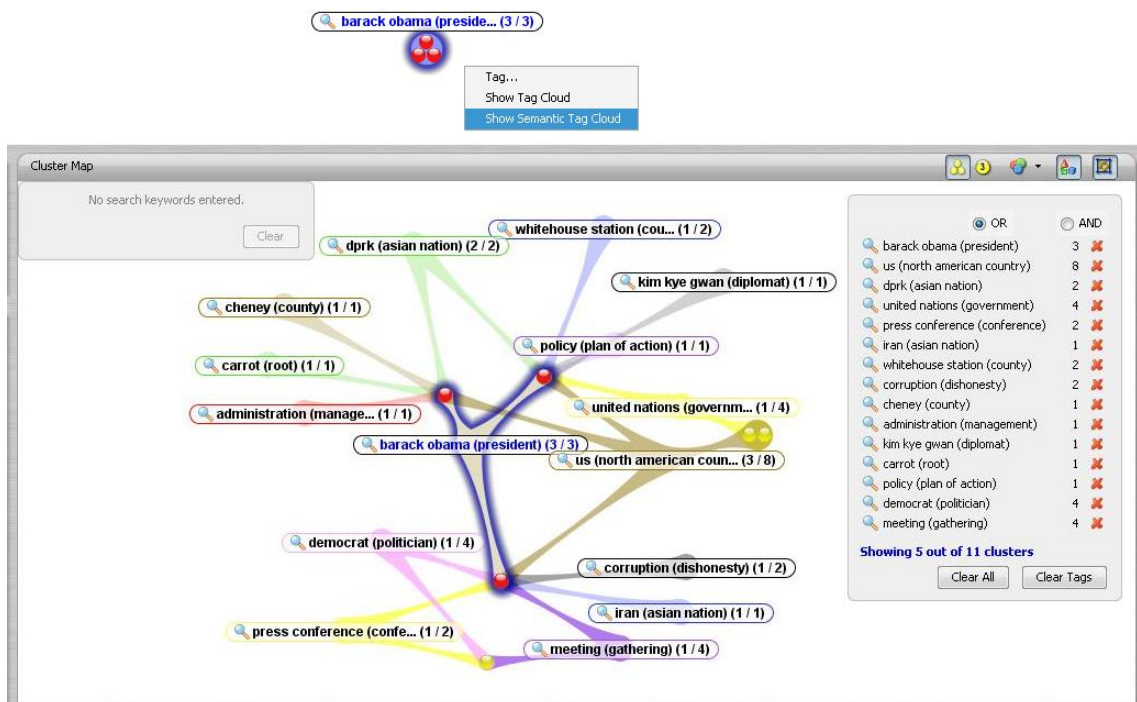 barack obama (preside... (3 / 3)
Tag...
Show Tag Cloud
Show Semantic Tag Cloud
Cluster Map
3
No search keywords entered.
Clear
whitehouse station (cou... (1 / 2)
dprk (asian nation) (2 / 2)
kim kye gwan (diplomat) (1 / 1)
cheney (county) (1 / 1)
policy (plan of action) (1 / 1)
carrot (root) (1 / 1)
administration (manage... (1 / 1)
united nations (governm... (1 / 4)
barack obama (president) (3 / 3)
us (north american coun... (3 / 8)
democrat (politician) (1 / 4)
corruption (dishonesty) (1 / 2)
iran (asian nation) (1 / 1)
press conference (confe... (1 / 2)
meeting (gathering) (1 / 4)
OR AND
barack obama (president) 3
us (north american country) 8
dprk (asian nation) 2
united nations (government) 4
press conference (conference) 2
iran (asian nation) 1
whitehouse station (county) 2
corruption (dishonesty) 2
cheney (county) 1
administration (management) 1
kim kye gwan (diplomat) 1
carrot (root) 1
policy (plan of action) 1
democrat (politician) 4
meeting (gathering) 4
Showing 5 out of 11 clusters
Clear All Clear Tags